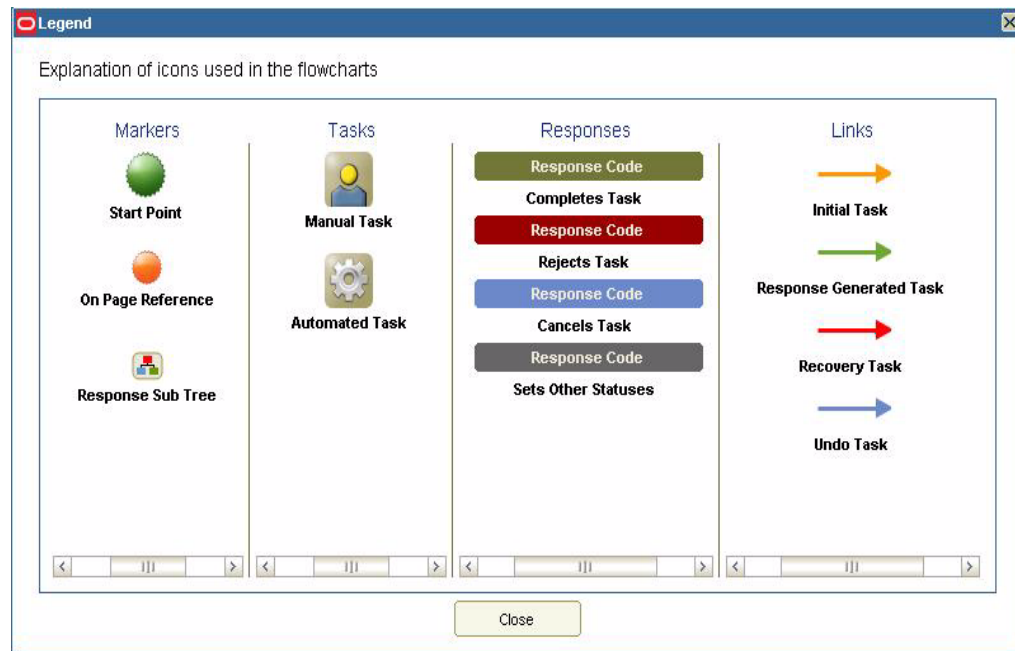 Legend
Explanation of icons used in the flowcharts
Markers
Start Point
On Page Reference
Response Sub Tree
Tasks
Manual Task
Automated Task
Responses
Response Code
Completes Task
Response Code
Rejects Task
Response Code
Cancels Task
Response Code
Sets Other Statuses
Links
Initial Task
Response Generated Task
Recovery Task
Undo Task
Close